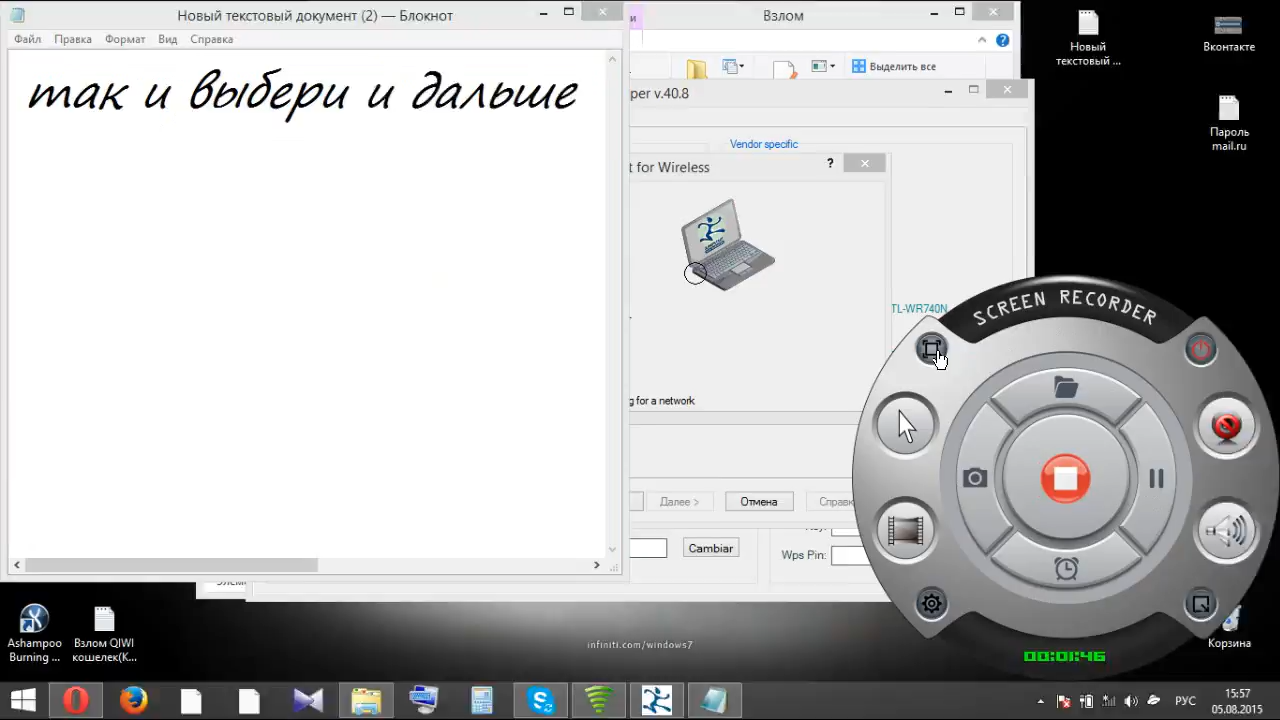 Новый текстовый документ (2) — Блокнот
Файл Правка Формат Вид Справка
так и выбери и дальше
Взлом
Выделить все
per v.40.8
Vendor specific
t for Wireless
?
TL-WR740N
g for a network
Далее >
Отмена
Справк
Cambiar
Wps Pin:
SCREEN RECORDER
00:01:46
Новый
текстовый ...
Вконтакте
Пароль
mail.ru
Корзина
Ashampoo
Burning ...
Взлом QIWI
кошелек(К...
infiniti.com/windows7
РУС
15:57
05.08.2015